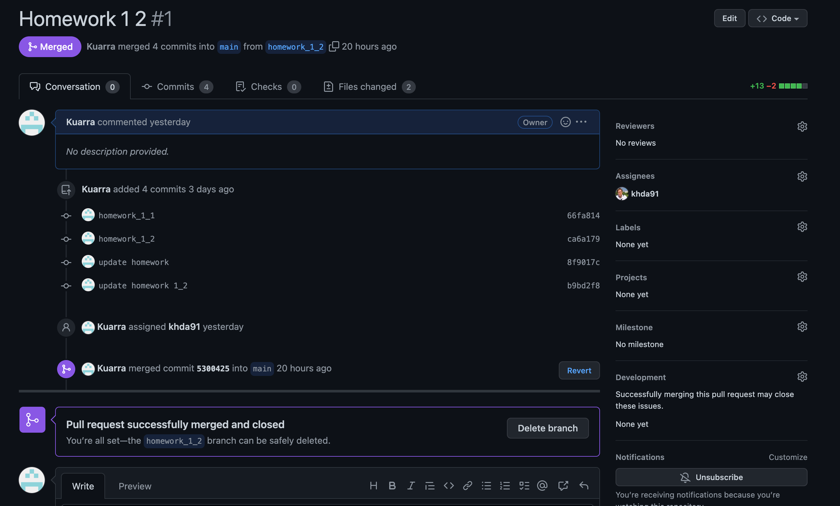 Homework 1 2 #1
Edit
Code
Merged
Kuarra merged 4 commits into main from homework_1_2 20 hours ago
Conversation 0
Commits 4
Checks 0
Files changed 2
+13 −2
Kuarra commented yesterday
Owner
No description provided.
Kuarra added 4 commits 3 days ago
homework_1_1 66fa814
homework_1_2 ca6a179
update homework 8f9017c
update homework 1_2 b9bd2f8
Kuarra assigned khda91 yesterday
Kuarra merged commit 5300425 into main 20 hours ago
Revert
Pull request successfully merged and closed
You're all set—the homework_1_2 branch can be safely deleted.
Delete branch
Write
Preview
Reviewers
No reviews
Assignees
khda91
Labels
None yet
Projects
None yet
Milestone
No milestone
Development
Successfully merging this pull request may close
these issues.
None yet
Notifications
Customize
Unsubscribe
You're receiving notifications because you're
watching this repository.